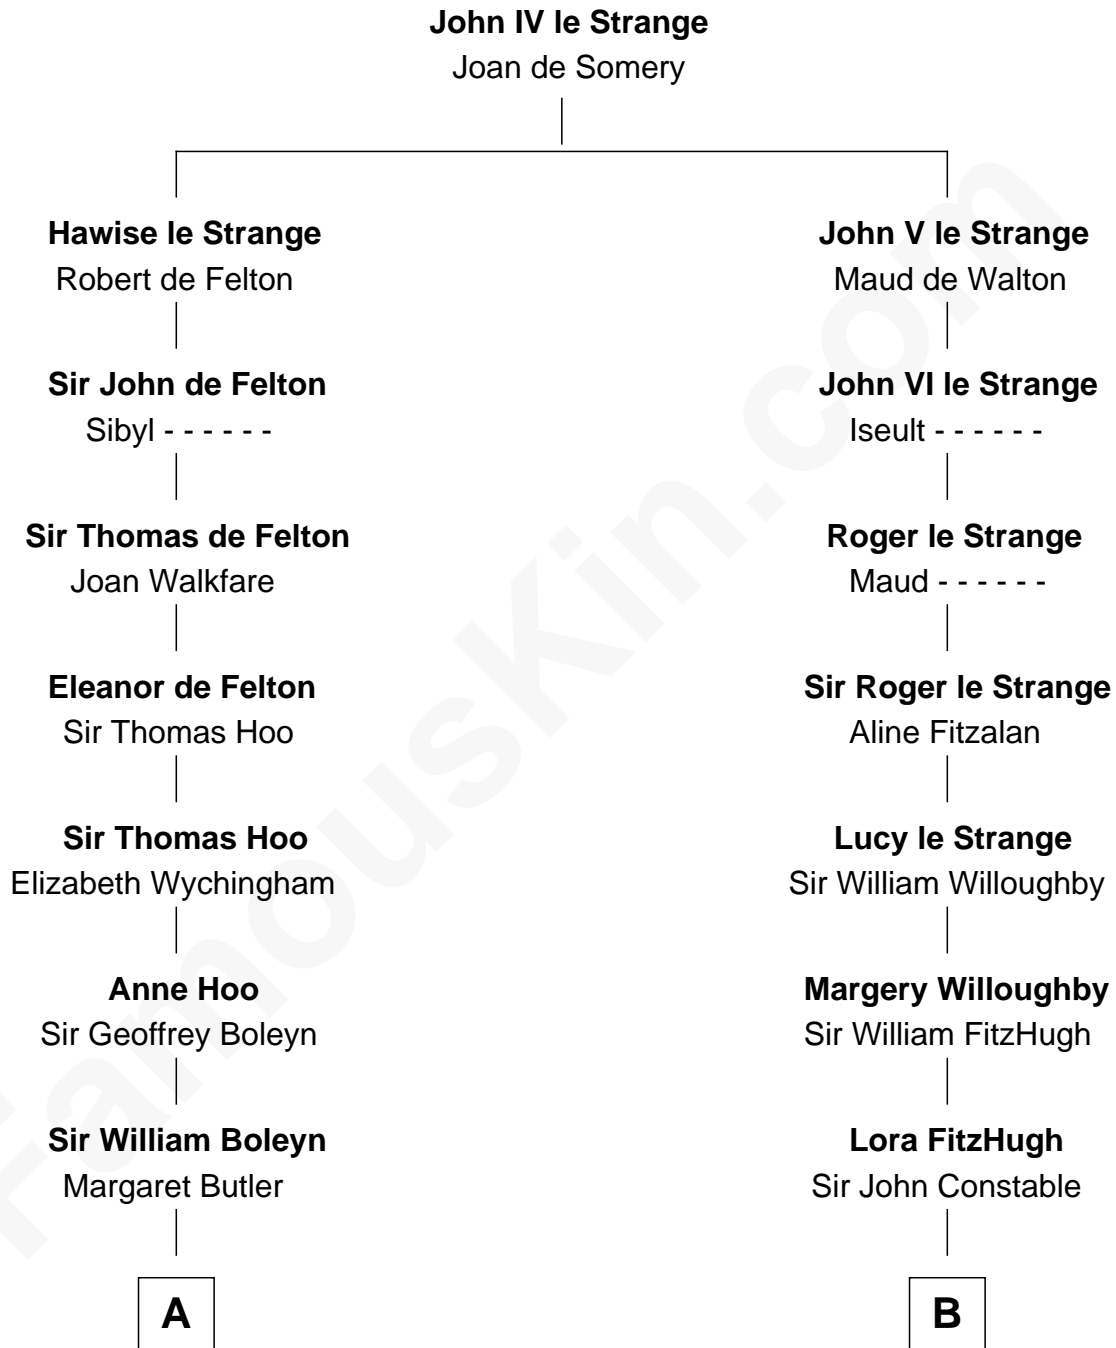 John IV le Strange
Joan de Somery
Hawise le Strange
Robert de Felton
John V le Strange
Maud de Walton
Sir John de Felton
Sibyl - - - - - -
John VI le Strange
Iseult - - - - - -
Sir Thomas de Felton
Joan Walkfare
Roger le Strange
Maud - - - - - -
Eleanor de Felton
Sir Thomas Hoo
Sir Roger le Strange
Aline Fitzalan
Sir Thomas Hoo
Elizabeth Wychingham
Lucy le Strange
Sir William Willoughby
Anne Hoo
Sir Geoffrey Boleyn
Margery Willoughby
Sir William FitzHugh
Sir William Boleyn
Margaret Butler
Lora FitzHugh
Sir John Constable
A
B
FamousKin.com